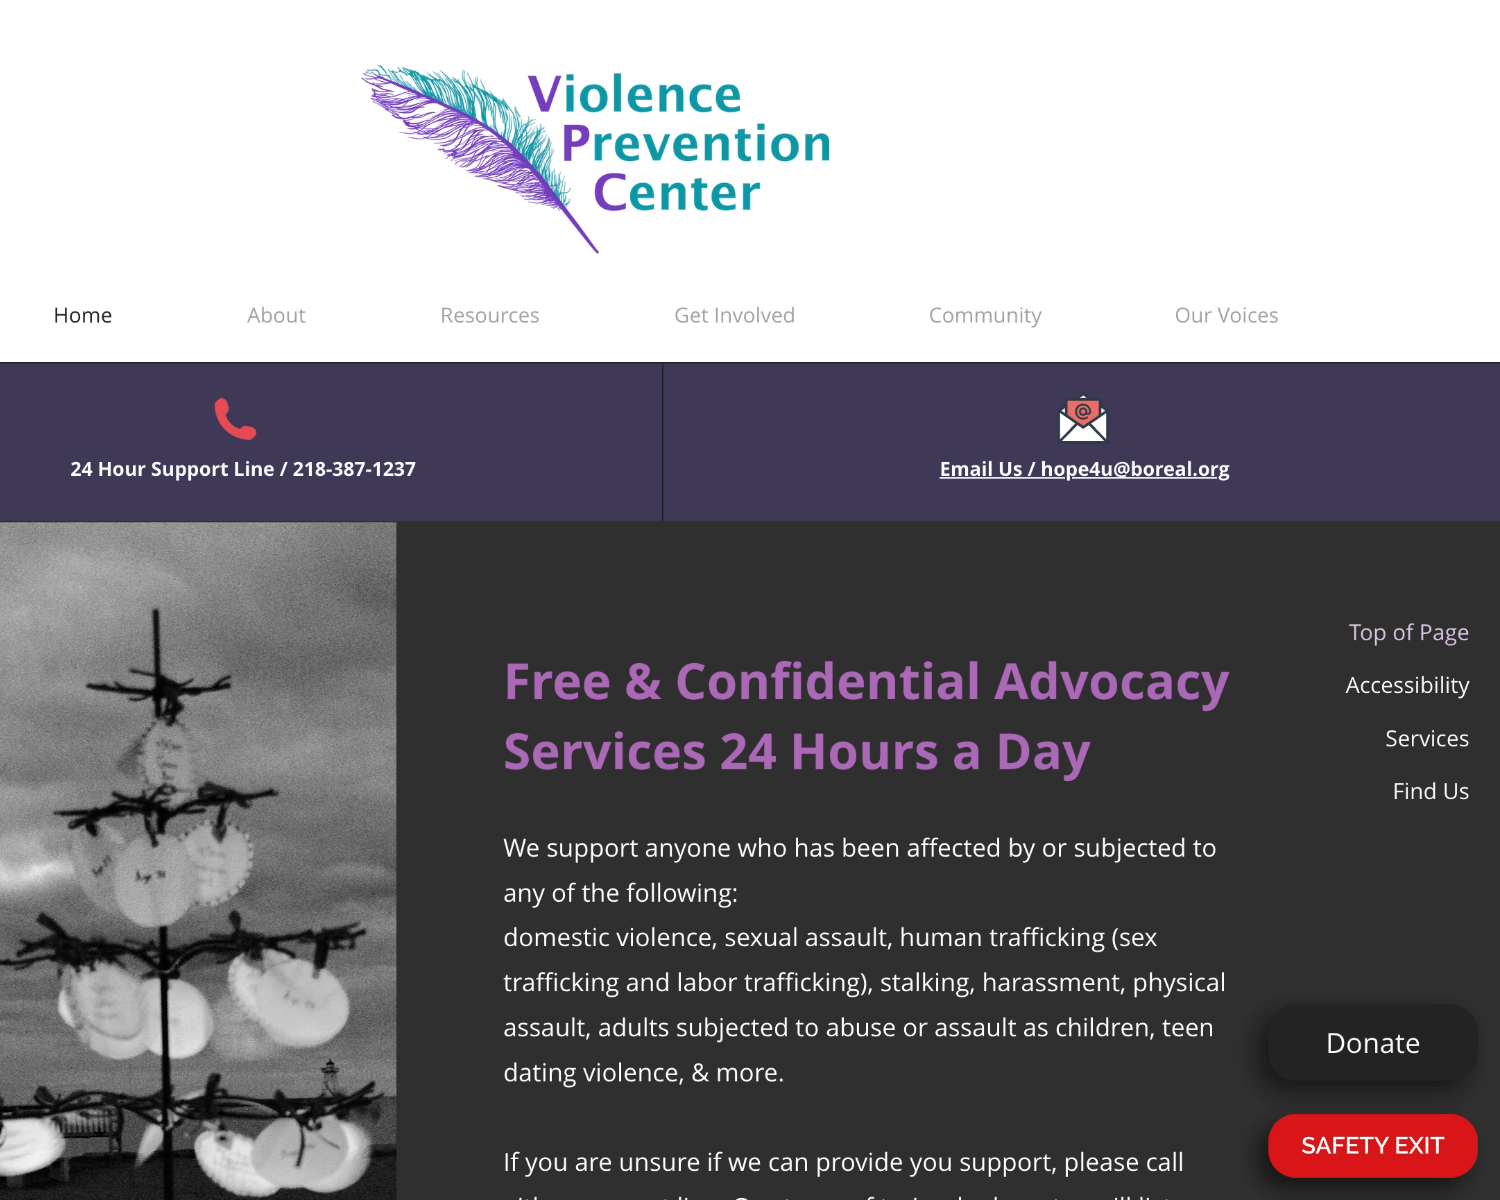 Violence
Prevention
Center
Home
About
Resources
Get Involved
Community
Our Voices
24 Hour Support Line / 218-387-1237
@
Email Us / hope4u@boreal.org
Free & Confidential Advocacy
Services 24 Hours a Day
We support anyone who has been affected by or subjected to
any of the following:
domestic violence, sexual assault, human trafficking (sex
trafficking and labor trafficking), stalking, harassment, physical
assault, adults subjected to abuse or assault as children, teen
dating violence, & more.
If you are unsure if we can provide you support, please call
Top of Page
Accessibility
Services
Find Us
Donate
SAFETY EXIT